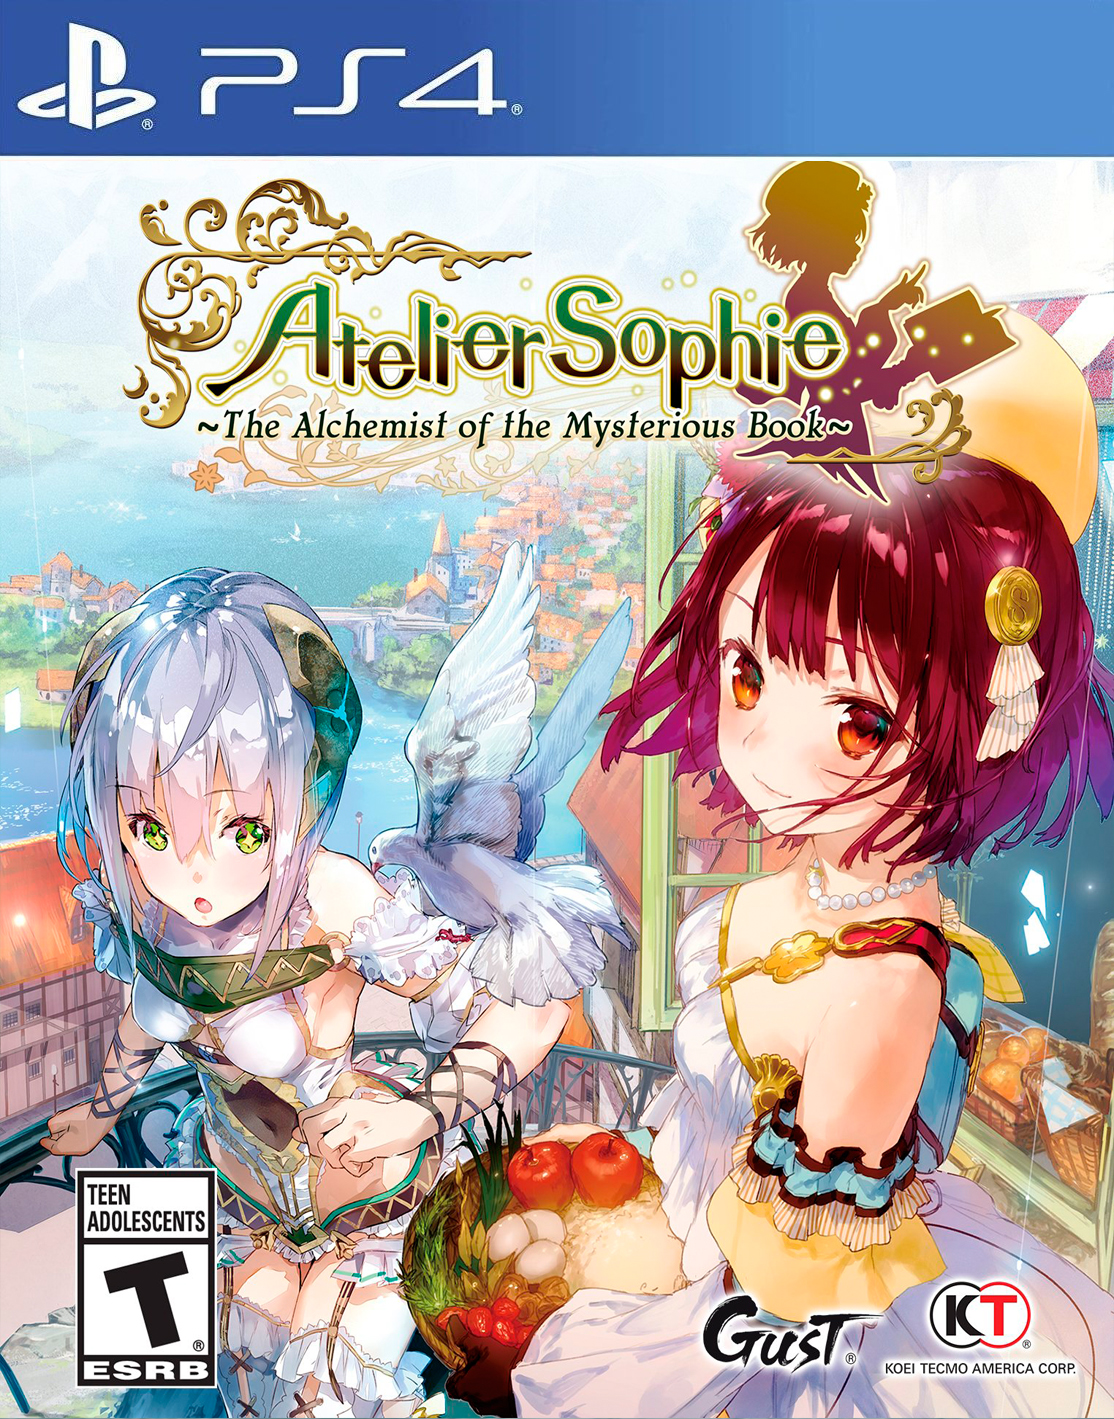 PS4®
®
Atelier Sophie
~The Alchemist of the Mysterious Book~
S
TEEN
ADOLESCENTS
T
®
ESRB
GUST®
KT®
KOEI TECMO AMERICA CORP.